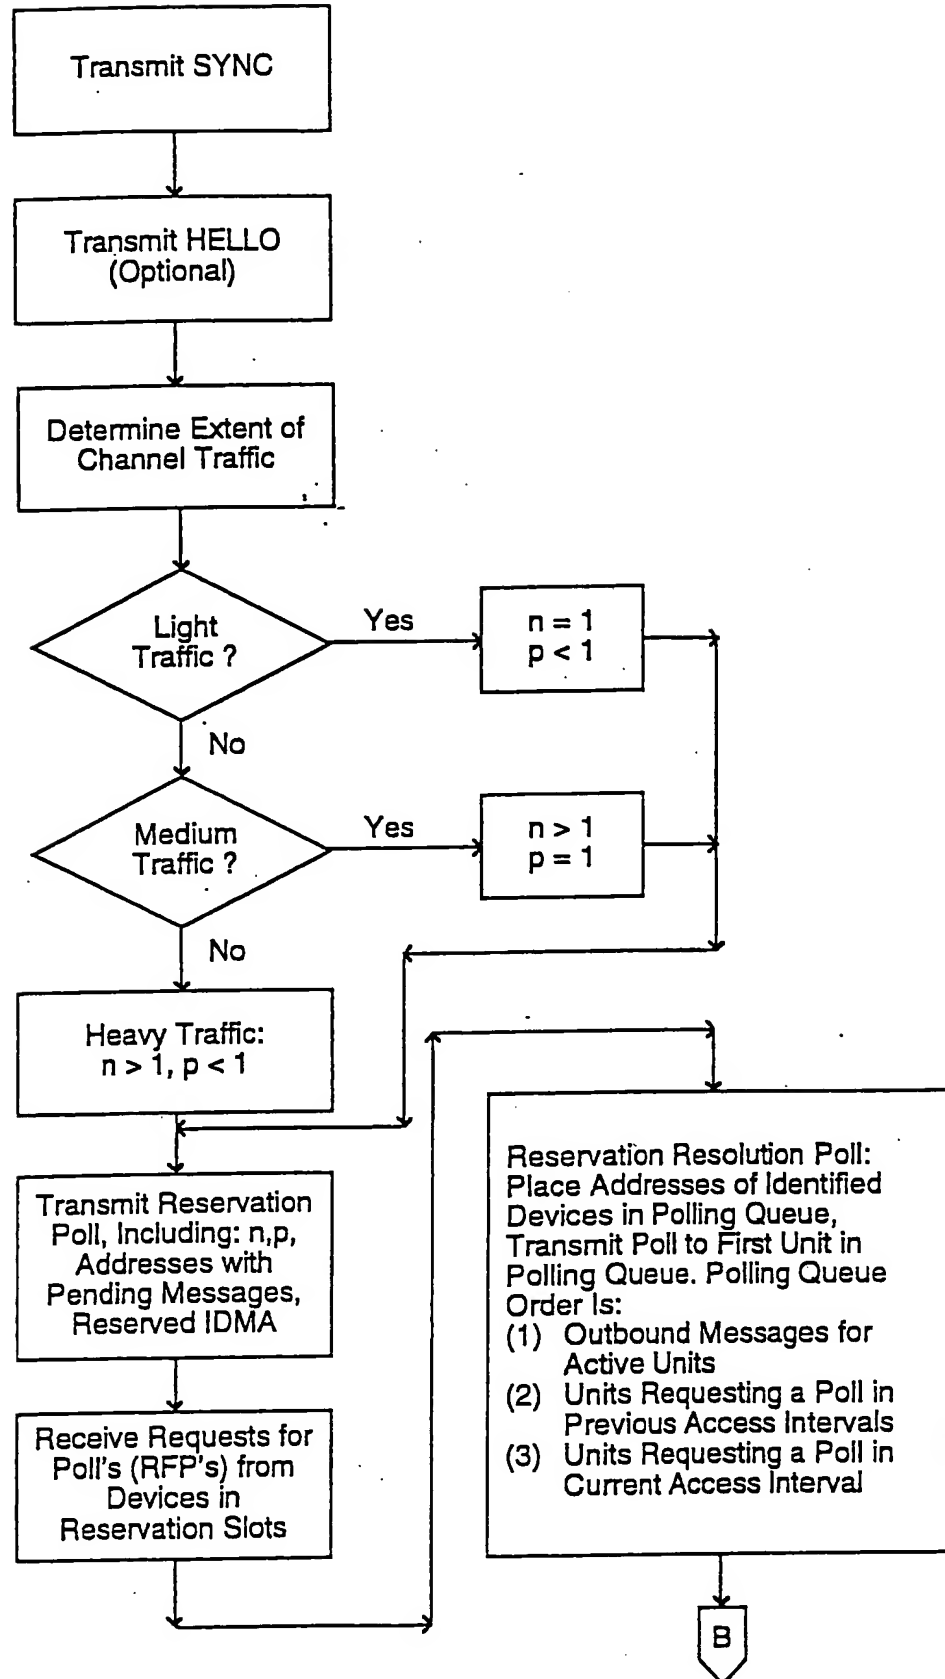 Transmit SYNC
Transmit HELLO
(Optional)
Determine Extent of
Channel Traffic
Light
Traffic ?
Yes
n = 1
p < 1
No
Medium
Traffic ?
Yes
n > 1
p = 1
No
Heavy Traffic:
n > 1, p < 1
Transmit Reservation
Poll, Including: n,p,
Addresses with
Pending Messages,
Reserved IDMA
Receive Requests for
Poll's (RFP's) from
Devices in
Reservation Slots
Reservation Resolution Poll:
Place Addresses of Identified
Devices in Polling Queue,
Transmit Poll to First Unit in
Polling Queue. Polling Queue
Order Is:
(1) Outbound Messages for
Active Units
(2) Units Requesting a Poll in
Previous Access Intervals
(3) Units Requesting a Poll in
Current Access Interval
B